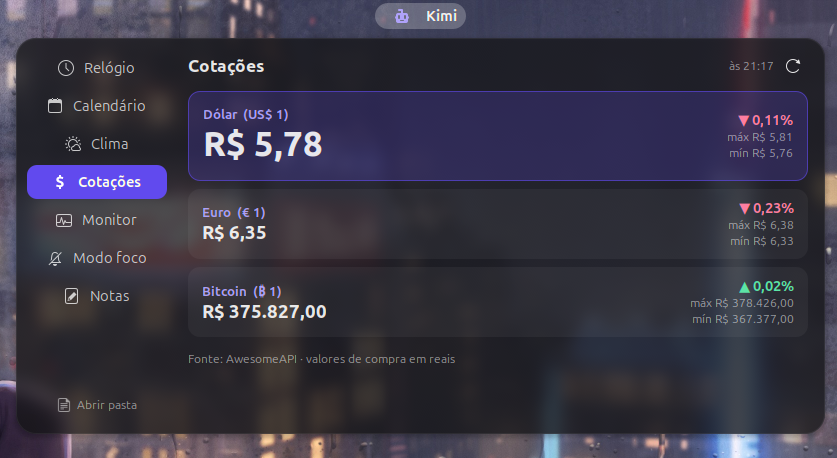 Kimi
Relógio
Calendário
Clima
$ Cotações
Monitor
Modo foco
Notas
Abrir pasta
Cotações
às 21:17
Dólar (US$ 1)
R$ 5,78
▼ 0,11%
máx R$ 5,81
mín R$ 5,76
Euro (€ 1)
R$ 6,35
▼ 0,23%
máx R$ 6,38
mín R$ 6,33
Bitcoin (₿ 1)
R$ 375.827,00
▲ 0,02%
máx R$ 378.426,00
mín R$ 367.377,00
Fonte: AwesomeAPI · valores de compra em reais